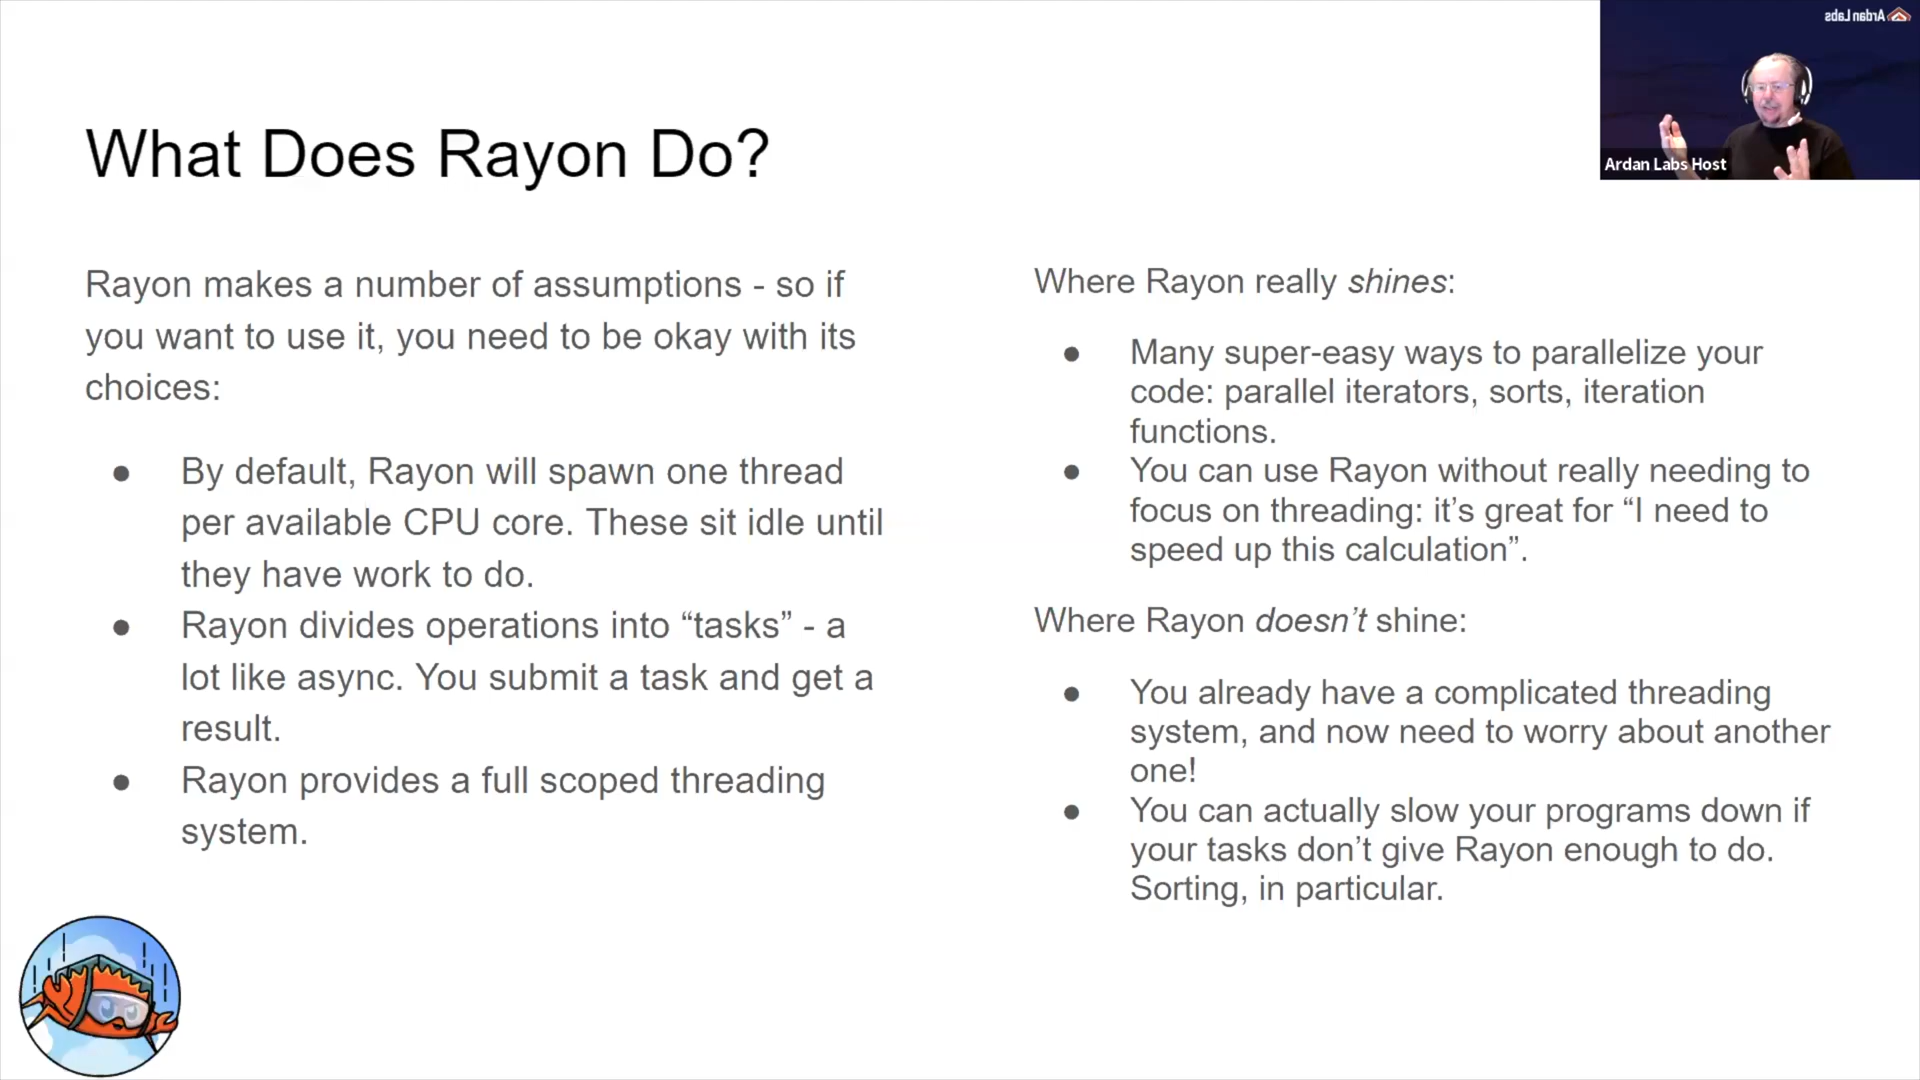 What Does Rayon Do?
Rayon makes a number of assumptions - so if
you want to use it, you need to be okay with its
choices:
● By default, Rayon will spawn one thread
per available CPU core. These sit idle until
they have work to do.
● Rayon divides operations into “tasks” - a
lot like async. You submit a task and get a
result.
● Rayon provides a full scoped threading
system.
Where Rayon really shines:
● Many super-easy ways to parallelize your
code: parallel iterators, sorts, iteration
functions.
● You can use Rayon without really needing to
focus on threading: it’s great for “I need to
speed up this calculation”.
Where Rayon doesn’t shine:
● You already have a complicated threading
system, and now need to worry about another
one!
● You can actually slow your programs down if
your tasks don’t give Rayon enough to do.
Sorting, in particular.
Ardan Labs
Ardan Labs Host